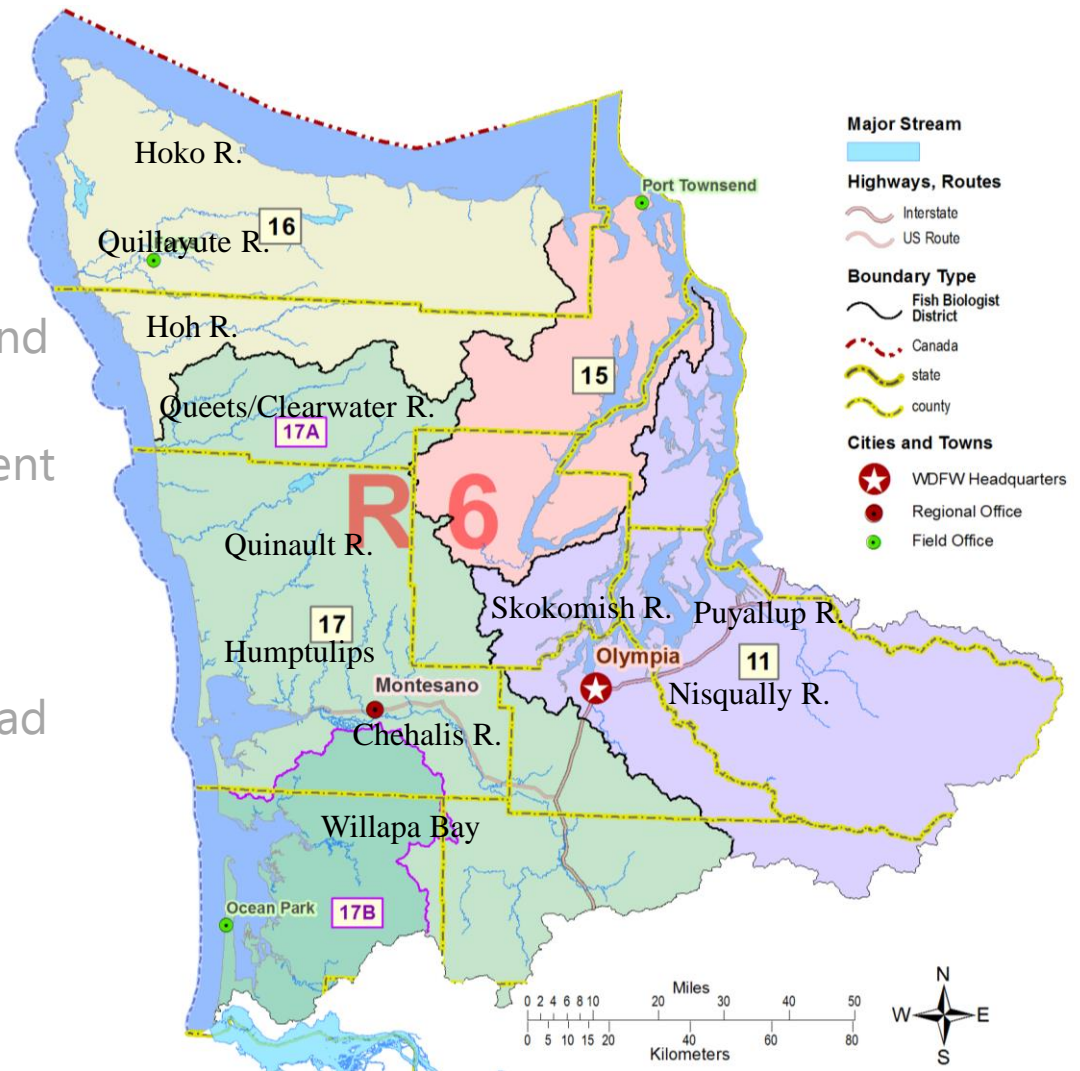 nd
ent
ad
Hoko R.
16
Quillayute R.
Hoh R.
Port Townsend
15
Queets/Clearwater R.
17A
R 6
Quinault R.
17
Humptulips
Montesano
Chehalis R.
Skokomish R.
Puyallup R.
Olympia
11
Nisqually R.
Willapa Bay
Ocean Park
17B
Major Stream
Highways, Routes
Interstate
US Route
Boundary Type
Fish Biologist
District
Canada
state
county
Cities and Towns
WDFW Headquarters
Regional Office
Field Office
Miles
0 2 4 6 8 10 20 30 40 50
0 5 10 15 20 40 60 80
Kilometers
N
W E
S